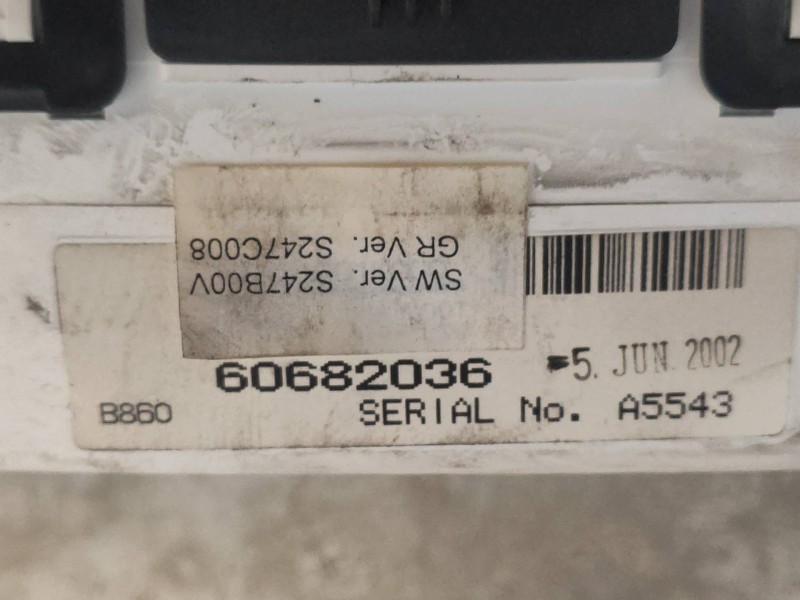 SW Ver. S247B00V
GR Ver. S247C008
60682036 5. JUN. 2002
B860 SERIAL No. A5543